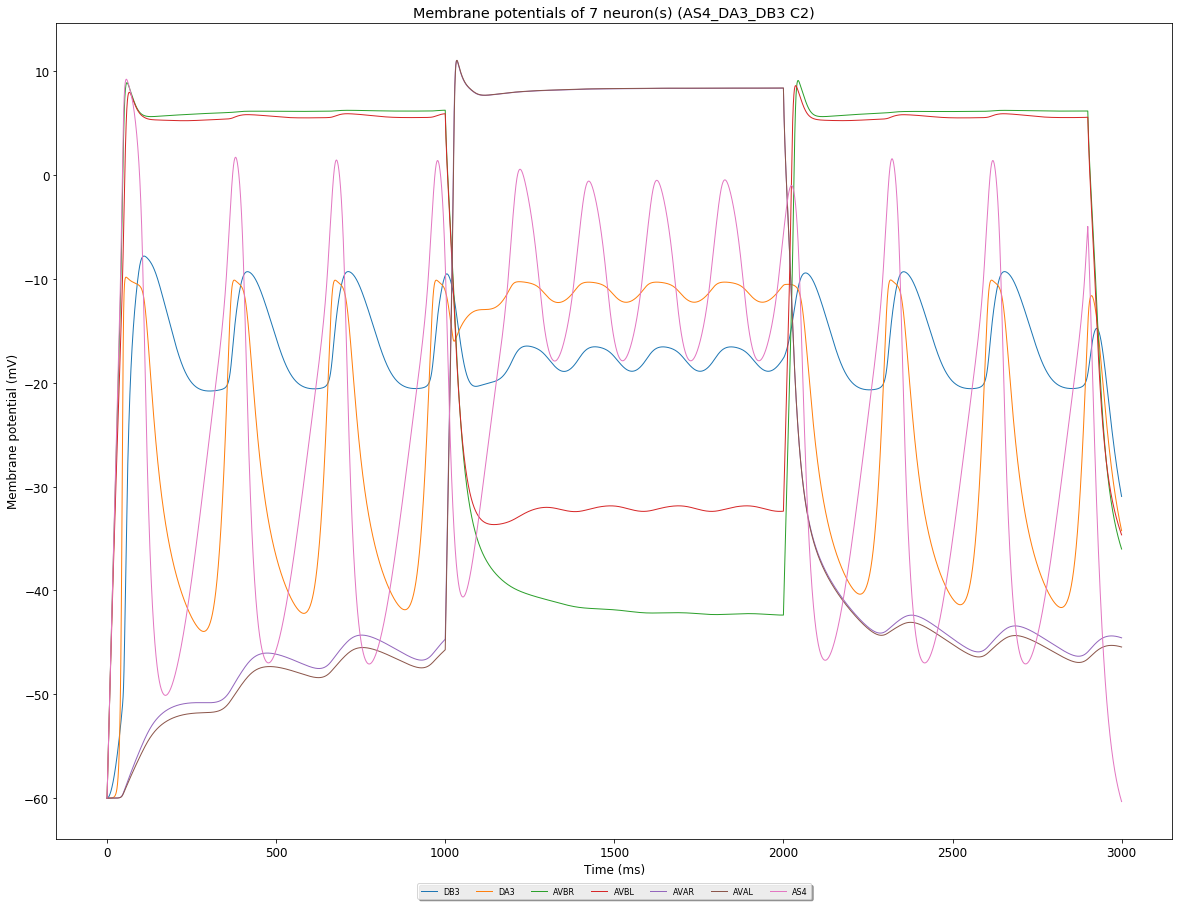 Membrane potentials of 7 neuron(s) (AS4_DA3_DB3 C2)
Membrane potential (mV)
10
0
−10
−20
−30
−40
−50
−60
0 500 1000 1500 2000 2500 3000
Time (ms)
DB3 DA3 AVBR AVBL AVAR AVAL AS4